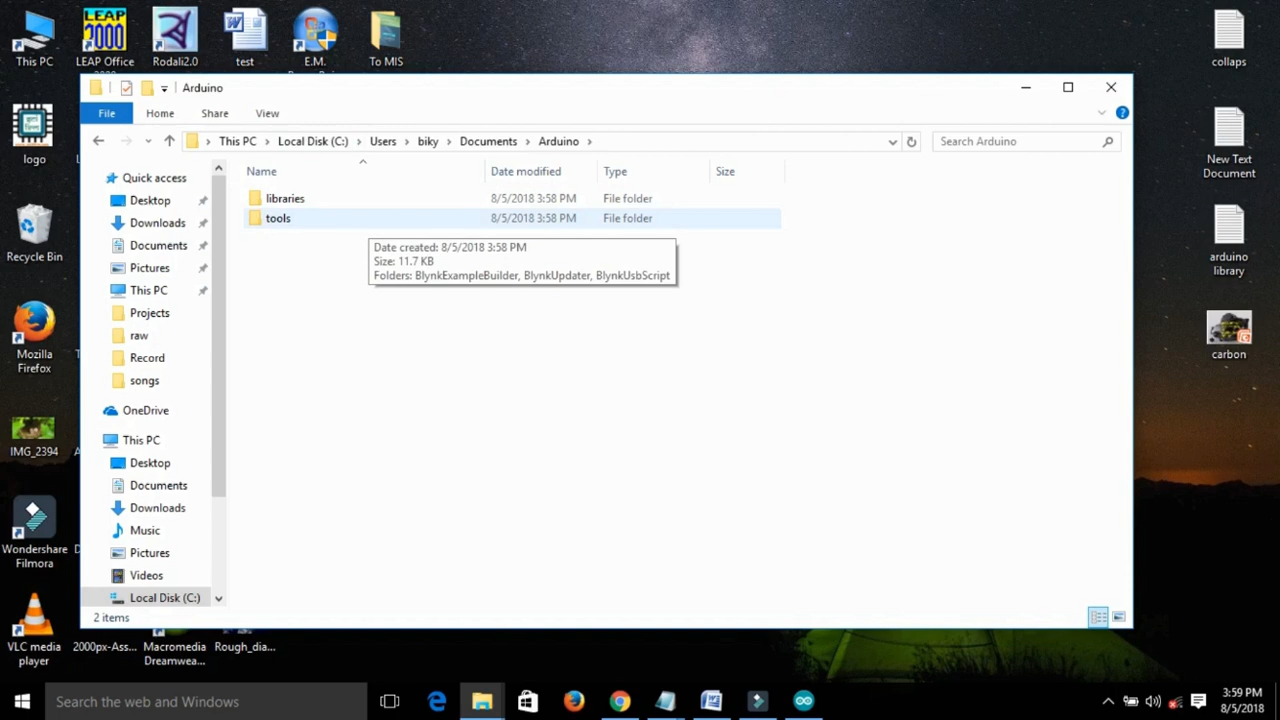 This PC
LEAP Office
2000
LEAP
2000
Rodali2.0
test
E.M.
To MIS
collaps
Arduino
File
Home
Share
View
This PC > Local Disk (C:) > Users > biky > Documents > Arduino >
Search Arduino
logo
New Text
Document
Name
Date modified
Type
Size
Quick access
libraries
8/5/2018 3:58 PM
File folder
tools
8/5/2018 3:58 PM
File folder
Date created: 8/5/2018 3:58 PM
Size: 11.7 KB
Folders: BlynkExampleBuilder, BlynkUpdater, BlynkUsbScript
Desktop
Downloads
Documents
Pictures
This PC
Projects
raw
Record
songs
OneDrive
This PC
Desktop
Documents
Downloads
Music
Pictures
Videos
Local Disk (C:)
2 items
Recycle Bin
arduino
library
Mozilla
Firefox
carbon
IMG_2394
Wondershare
Filmora
VLC media
player
2000px-Ass...
Macromedia
Dreamwea...
Rough_dia...
Search the web and Windows
3:59 PM
8/5/2018